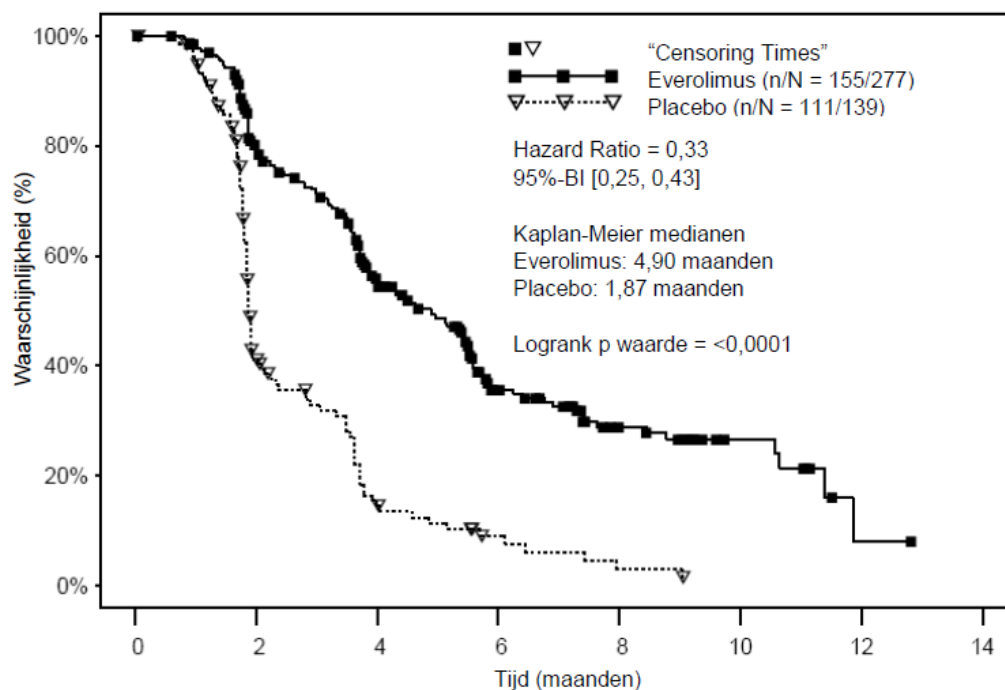 100%
80%
60%
40%
20%
0%
Waarschijnlijkheid (%)
“Censoring Times”
Everolimus (n/N = 155/277)
Placebo (n/N = 111/139)
Hazard Ratio = 0,33
95%-BI [0,25, 0,43]
Kaplan-Meier medianen
Everolimus: 4,90 maanden
Placebo: 1,87 maanden
Logrank p waarde = <0,0001
0 2 4 6 8 10 12 14
Tijd (maanden)